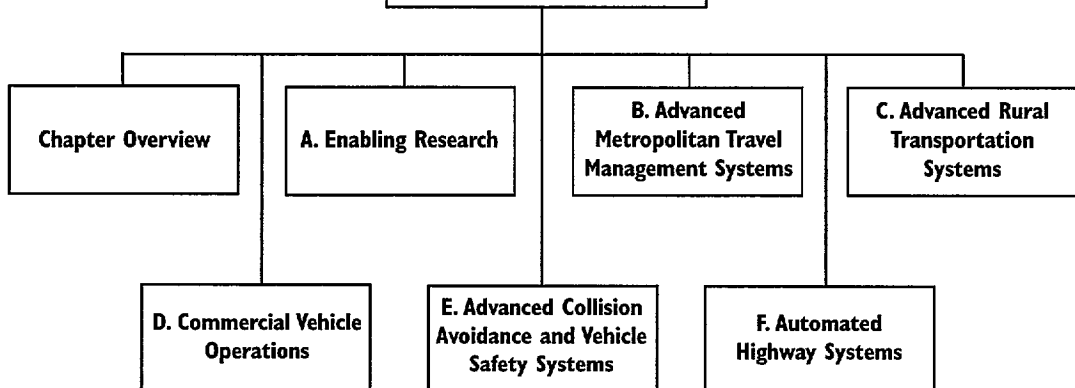 Chapter Overview
A. Enabling Research
B. Advanced
Metropolitan Travel
Management Systems
C. Advanced Rural
Transportation
Systems
D. Commercial Vehicle
Operations
E. Advanced Collision
Avoidance and Vehicle
Safety Systems
F. Automated
Highway Systems